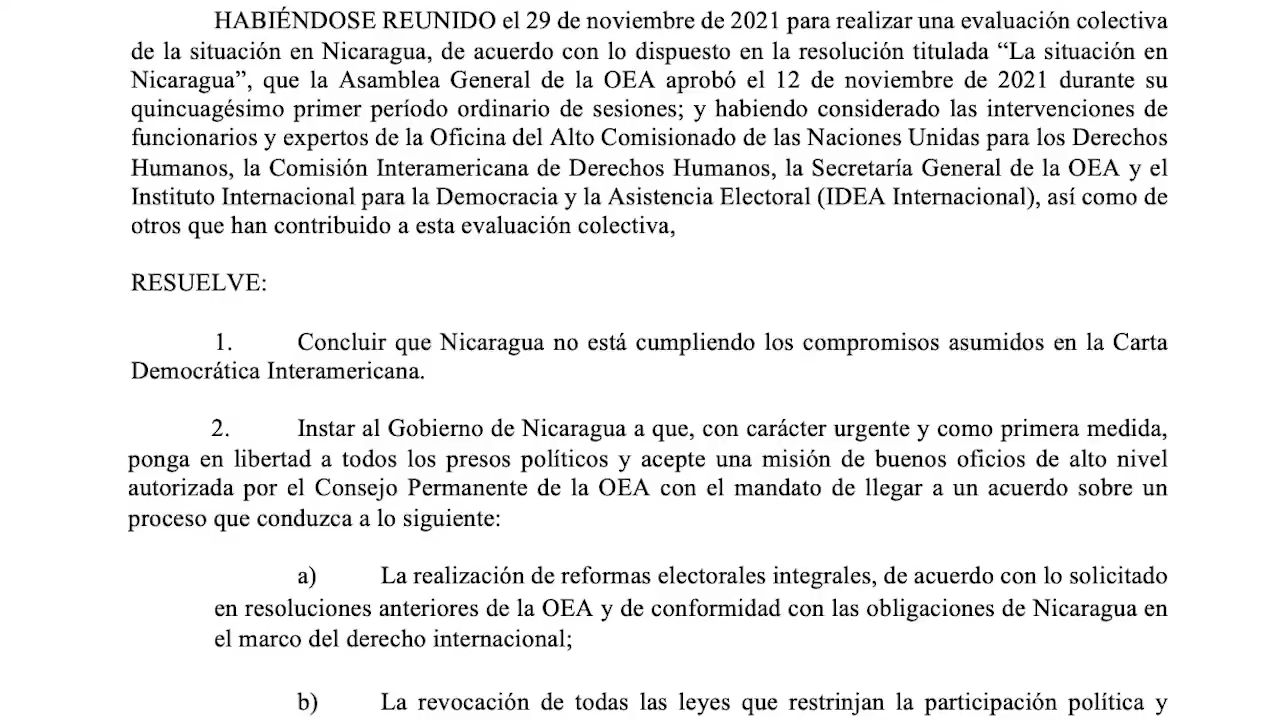 HABIÉNDOSE REUNIDO el 29 de noviembre de 2021 para realizar una evaluación colectiva
de la situación en Nicaragua, de acuerdo con lo dispuesto en la resolución titulada “La situación en
Nicaragua”, que la Asamblea General de la OEA aprobó el 12 de noviembre de 2021 durante su
quincuagésimo primer período ordinario de sesiones; y habiendo considerado las intervenciones de
funcionarios y expertos de la Oficina del Alto Comisionado de las Naciones Unidas para los Derechos
Humanos, la Comisión Interamericana de Derechos Humanos, la Secretaría General de la OEA y el
Instituto Internacional para la Democracia y la Asistencia Electoral (IDEA Internacional), así como de
otros que han contribuido a esta evaluación colectiva,
RESUELVE:
1. Concluir que Nicaragua no está cumpliendo los compromisos asumidos en la Carta
Democrática Interamericana.
2. Instar al Gobierno de Nicaragua a que, con carácter urgente y como primera medida,
ponga en libertad a todos los presos políticos y acepte una misión de buenos oficios de alto nivel
autorizada por el Consejo Permanente de la OEA con el mandato de llegar a un acuerdo sobre un
proceso que conduzca a lo siguiente:
a) La realización de reformas electorales integrales, de acuerdo con lo solicitado
en resoluciones anteriores de la OEA y de conformidad con las obligaciones de Nicaragua en
el marco del derecho internacional;
b) La revocación de todas las leyes que restrinjan la participación política y